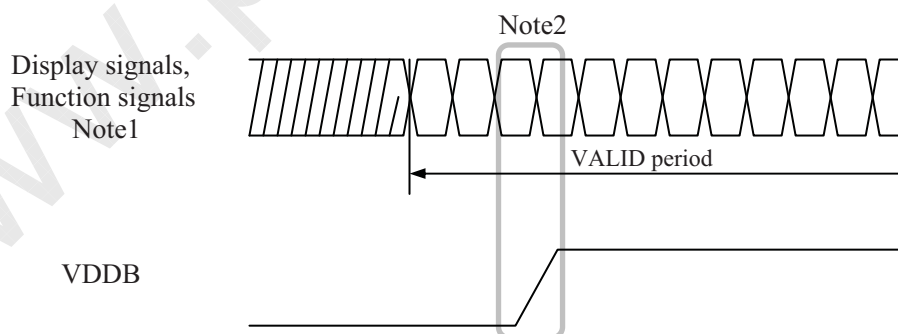 Note2
Display signals,
Function signals
Note1
VALID period
VDDB